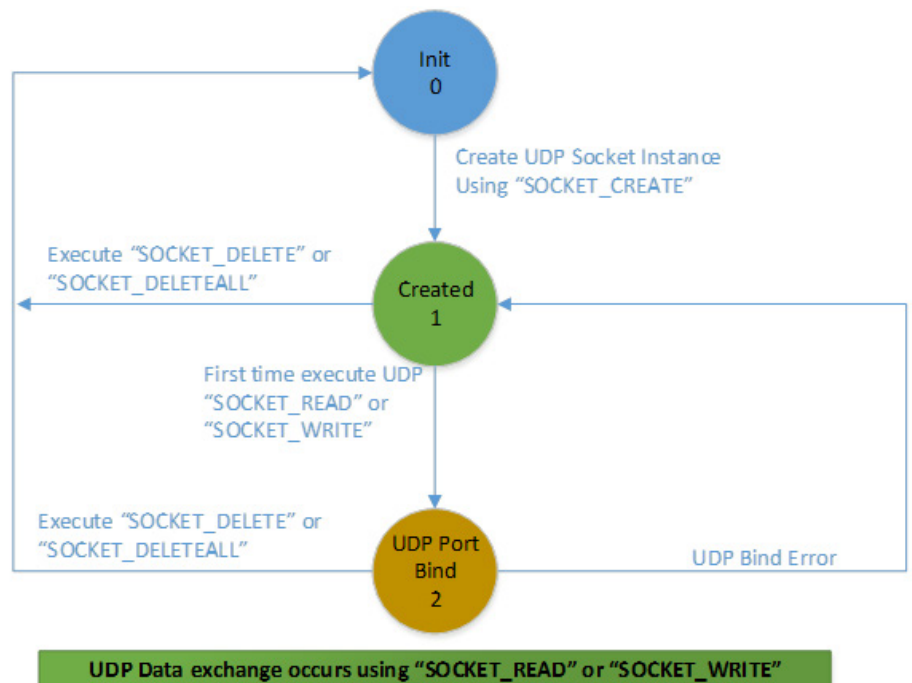 Init
0
Create UDP Socket Instance
Using “SOCKET_CREATE”
Execute “SOCKET_DELETE” or
“SOCKET_DELETEALL”
Created
1
First time execute UDP
“SOCKET_READ” or
“SOCKET_WRITE”
Execute “SOCKET_DELETE” or
“SOCKET_DELETEALL”
UDP Port
Bind
2
UDP Bind Error
UDP Data exchange occurs using “SOCKET_READ” or “SOCKET_WRITE”